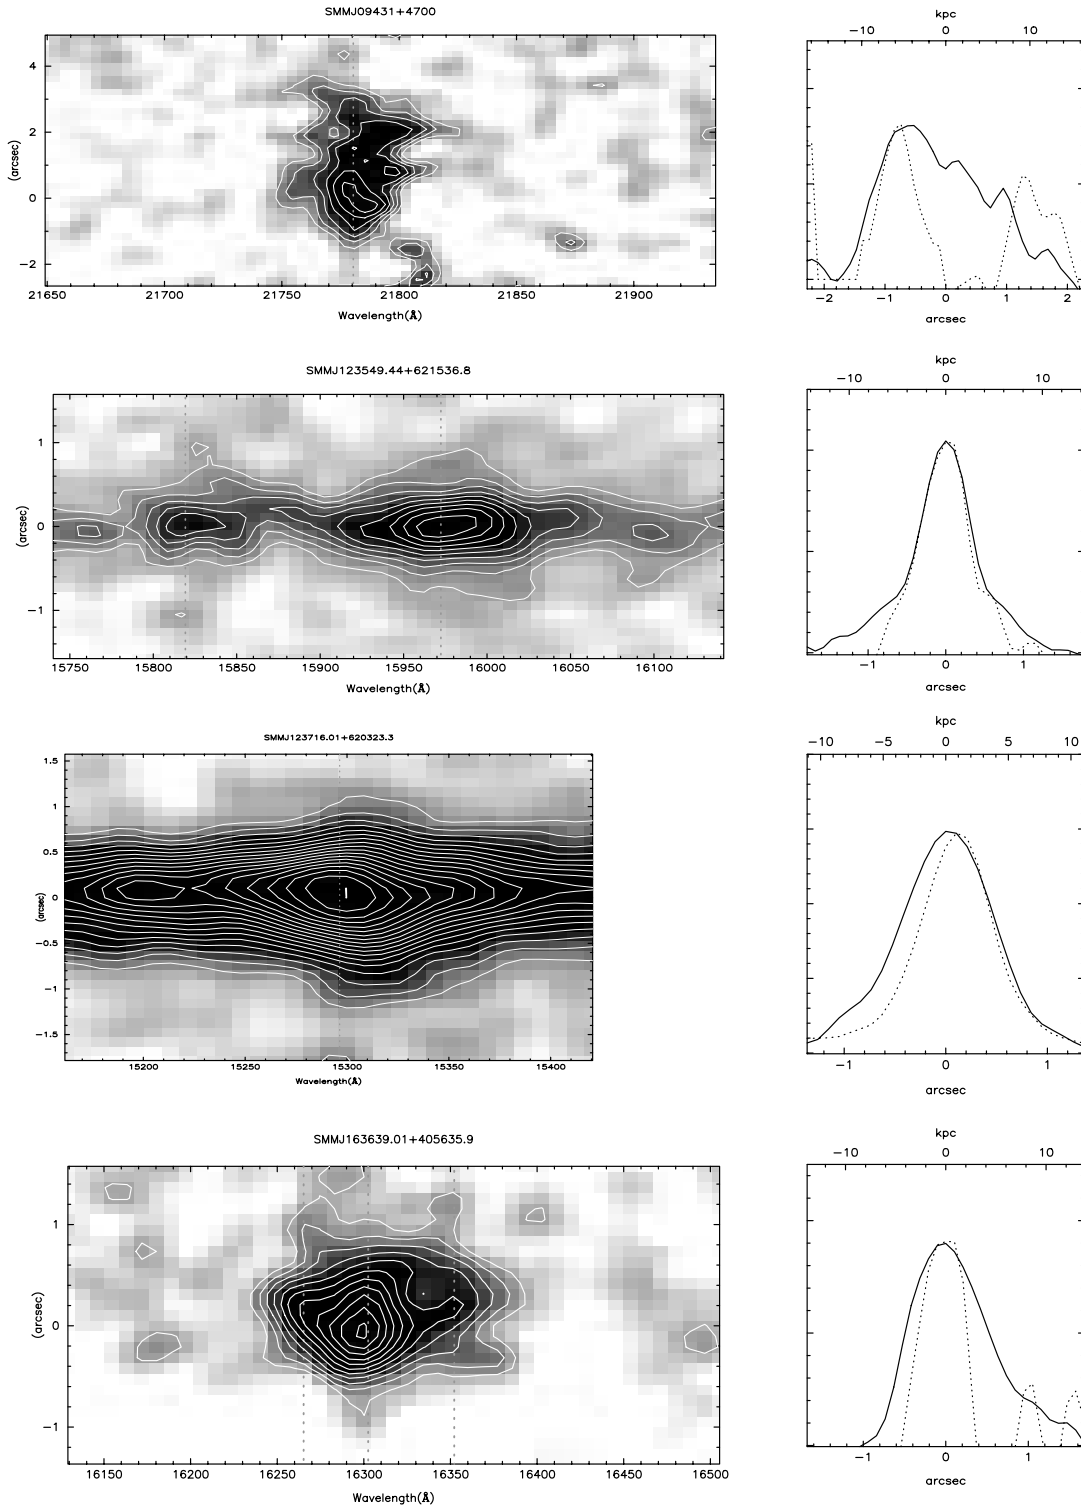 SMMJ09431+4700
kpc
−10 0 10
(arcsec)
4
2
0
−2
21650 21700 21750 21800 21850 21900
Wavelength(Å)
−2 −1 0 1 2
arcsec
SMMJ123549.44+621536.8
kpc
−10 0 10
(arcsec)
1
0
−1
15750 15800 15850 15900 15950 16000 16050 16100
Wavelength(Å)
−1 0 1
arcsec
SMMJ123716.01+620323.3
kpc
−10 −5 0 5 10
(arcsec)
1.5
1
0.5
0
−0.5
−1
−1.5
15200 15250 15300 15350 15400
Wavelength(Å)
−1 0 1
arcsec
SMMJ163639.01+405635.9
kpc
−10 0 10
(arcsec)
1
0
−1
16150 16200 16250 16300 16350 16400 16450 16500
Wavelength(Å)
−1 0 1
arcsec